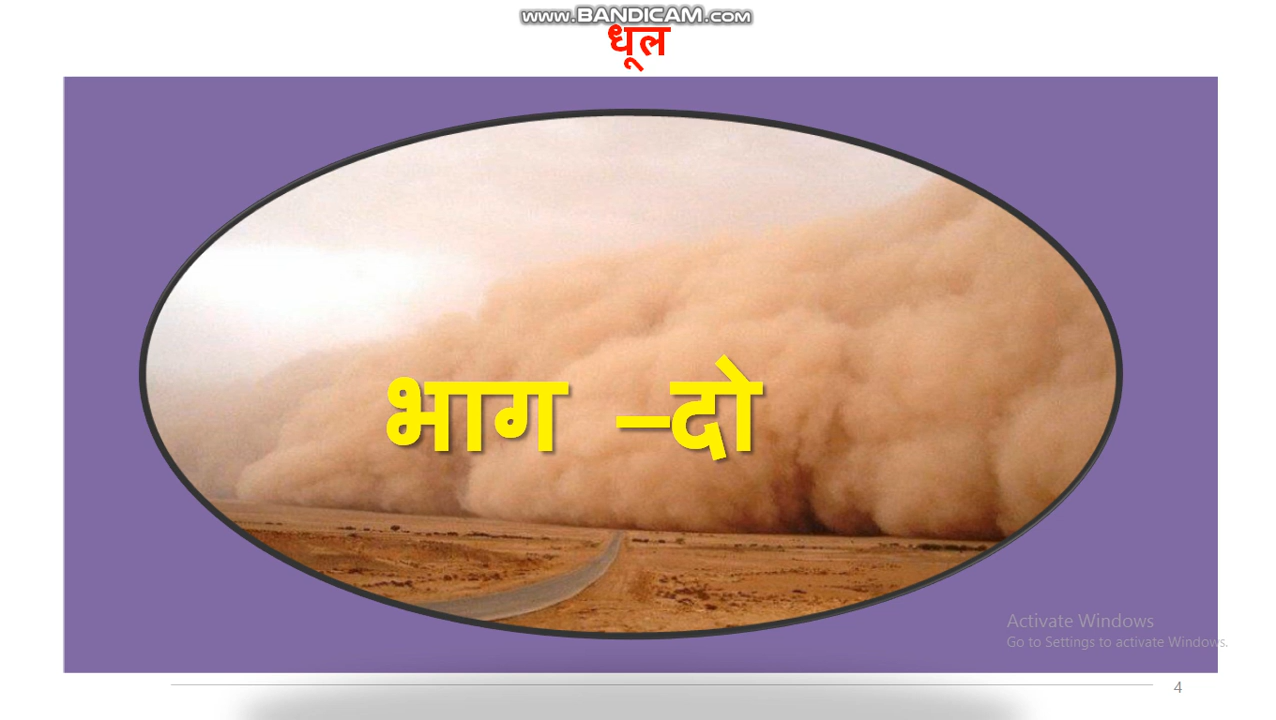 www.BANDICAM.com
धूल
भाग –दो
Activate Windows
Go to Settings to activate Windows.
4